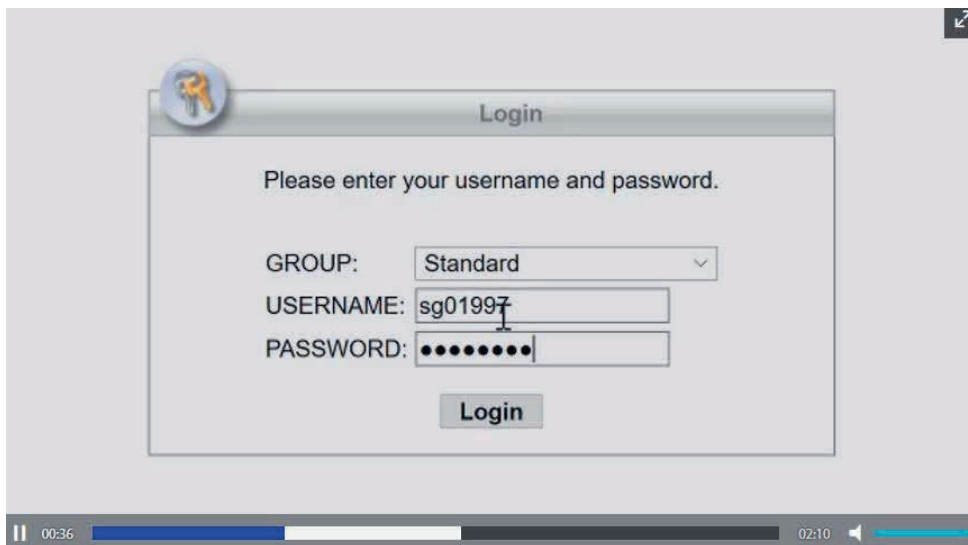 Login
Please enter your username and password.
GROUP: Standard
USERNAME: sg01997
PASSWORD: ●●●●●●●●
Login
00:36 02:10